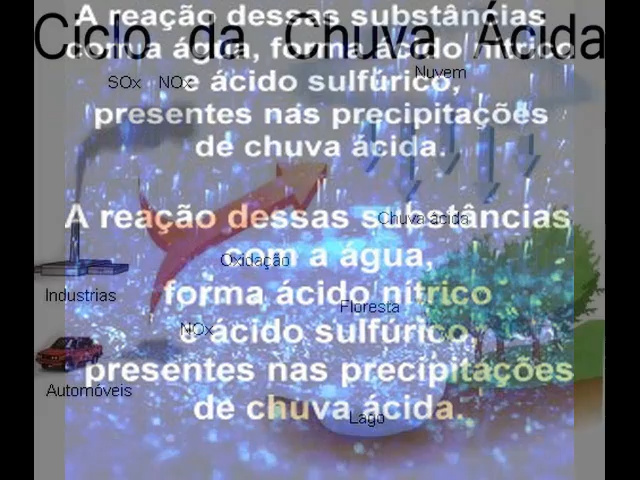 Ciclo da Chuva Ácida
A reação dessas substâncias
com a água, forma ácido nítrico
e ácido sulfúrico,
presentes nas precipitações
de chuva ácida.
SOx NOx
Nuvem
A reação dessas substâncias
com a água,
forma ácido nítrico
e ácido sulfúrico,
presentes nas precipitações
de chuva ácida.
Chuva ácida
Oxidação
Industrias
Floresta
NOx
Automóveis
Lago